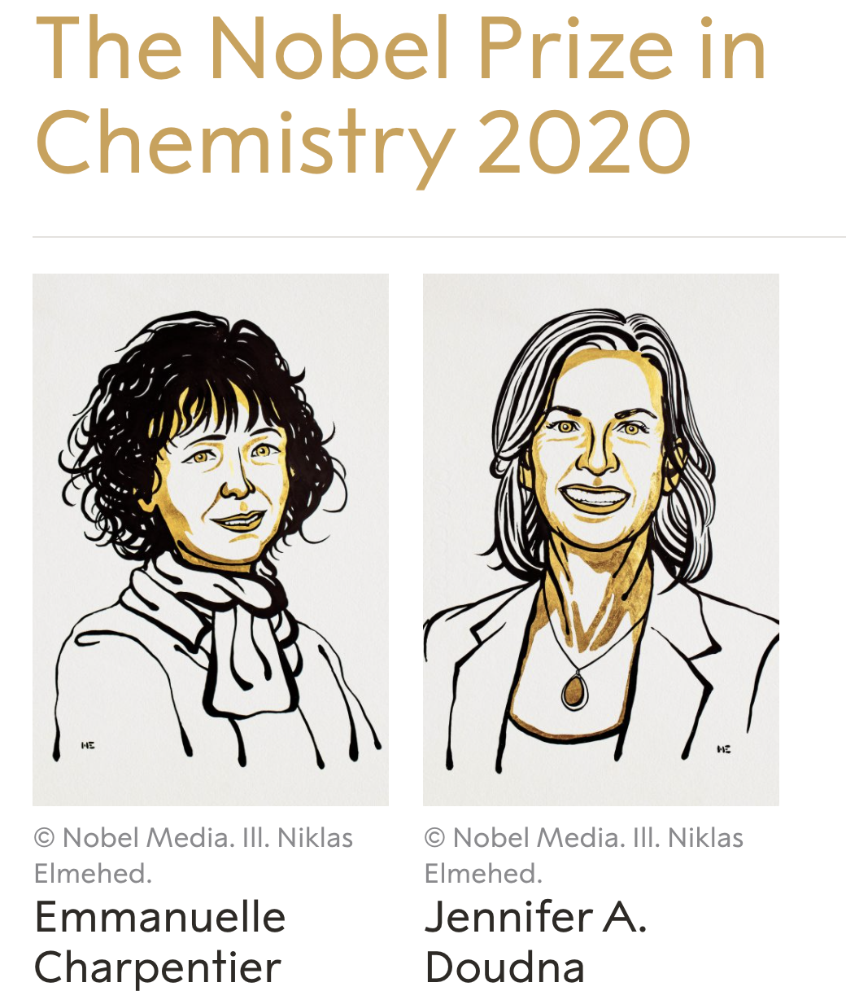 The Nobel Prize in
Chemistry 2020
© Nobel Media. Ill. Niklas
Elmehed.
Emmanuelle
Charpentier
© Nobel Media. Ill. Niklas
Elmehed.
Jennifer A.
Doudna